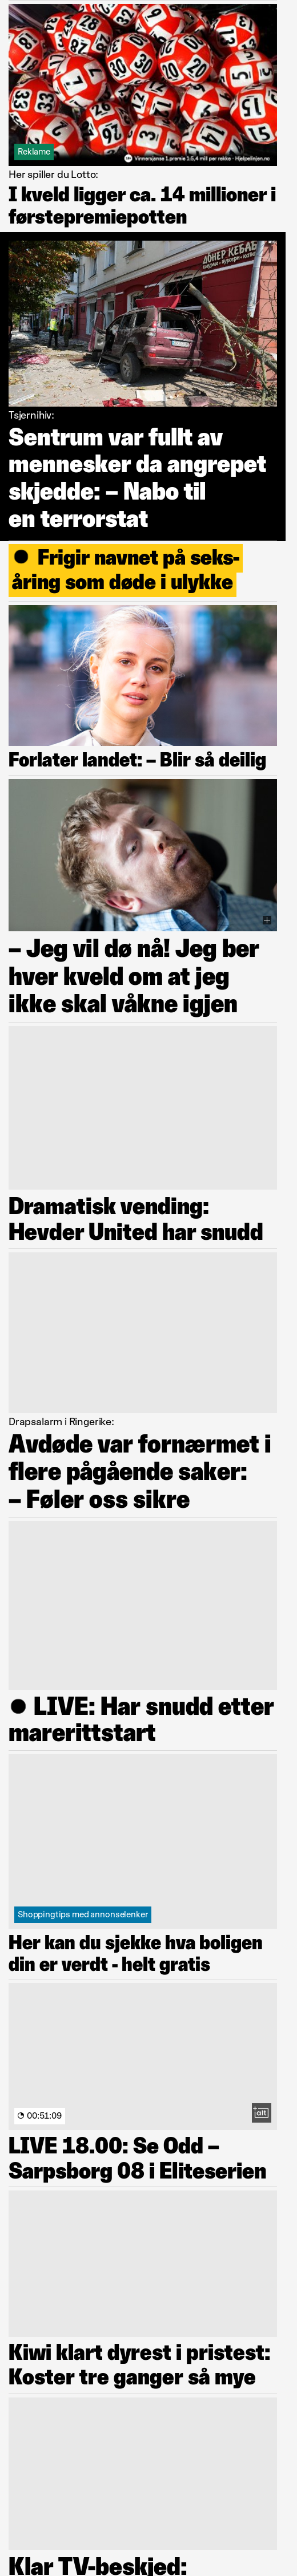 Reklame
Vinnersjanse 1.premie 1:5,4 mill per rekke - Hjelpelinjen.no
Her spiller du Lotto:
I kveld ligger ca. 14 millioner i
førstepremiepotten
ДОНЕР КЕБАБ
Tsjernihiv:
Sentrum var fullt av
mennesker da angrepet
skjedde: – Nabo til
en terrorstat
● Frigir navnet på seks-
åring som døde i ulykke
Forlater landet: – Blir så deilig
– Jeg vil dø nå! Jeg ber
hver kveld om at jeg
ikke skal våkne igjen
Dramatisk vending:
Hevder United har snudd
Drapsalarm i Ringerike:
Avdøde var fornærmet i
flere pågående saker:
– Føler oss sikre
● LIVE: Har snudd etter
marerittstart
Shoppingtips med annonselenker
Her kan du sjekke hva boligen
din er verdt - helt gratis
00:51:09
alt
LIVE 18.00: Se Odd –
Sarpsborg 08 i Eliteserien
Kiwi klart dyrest i pristest:
Koster tre ganger så mye
Klar TV-beskjed: